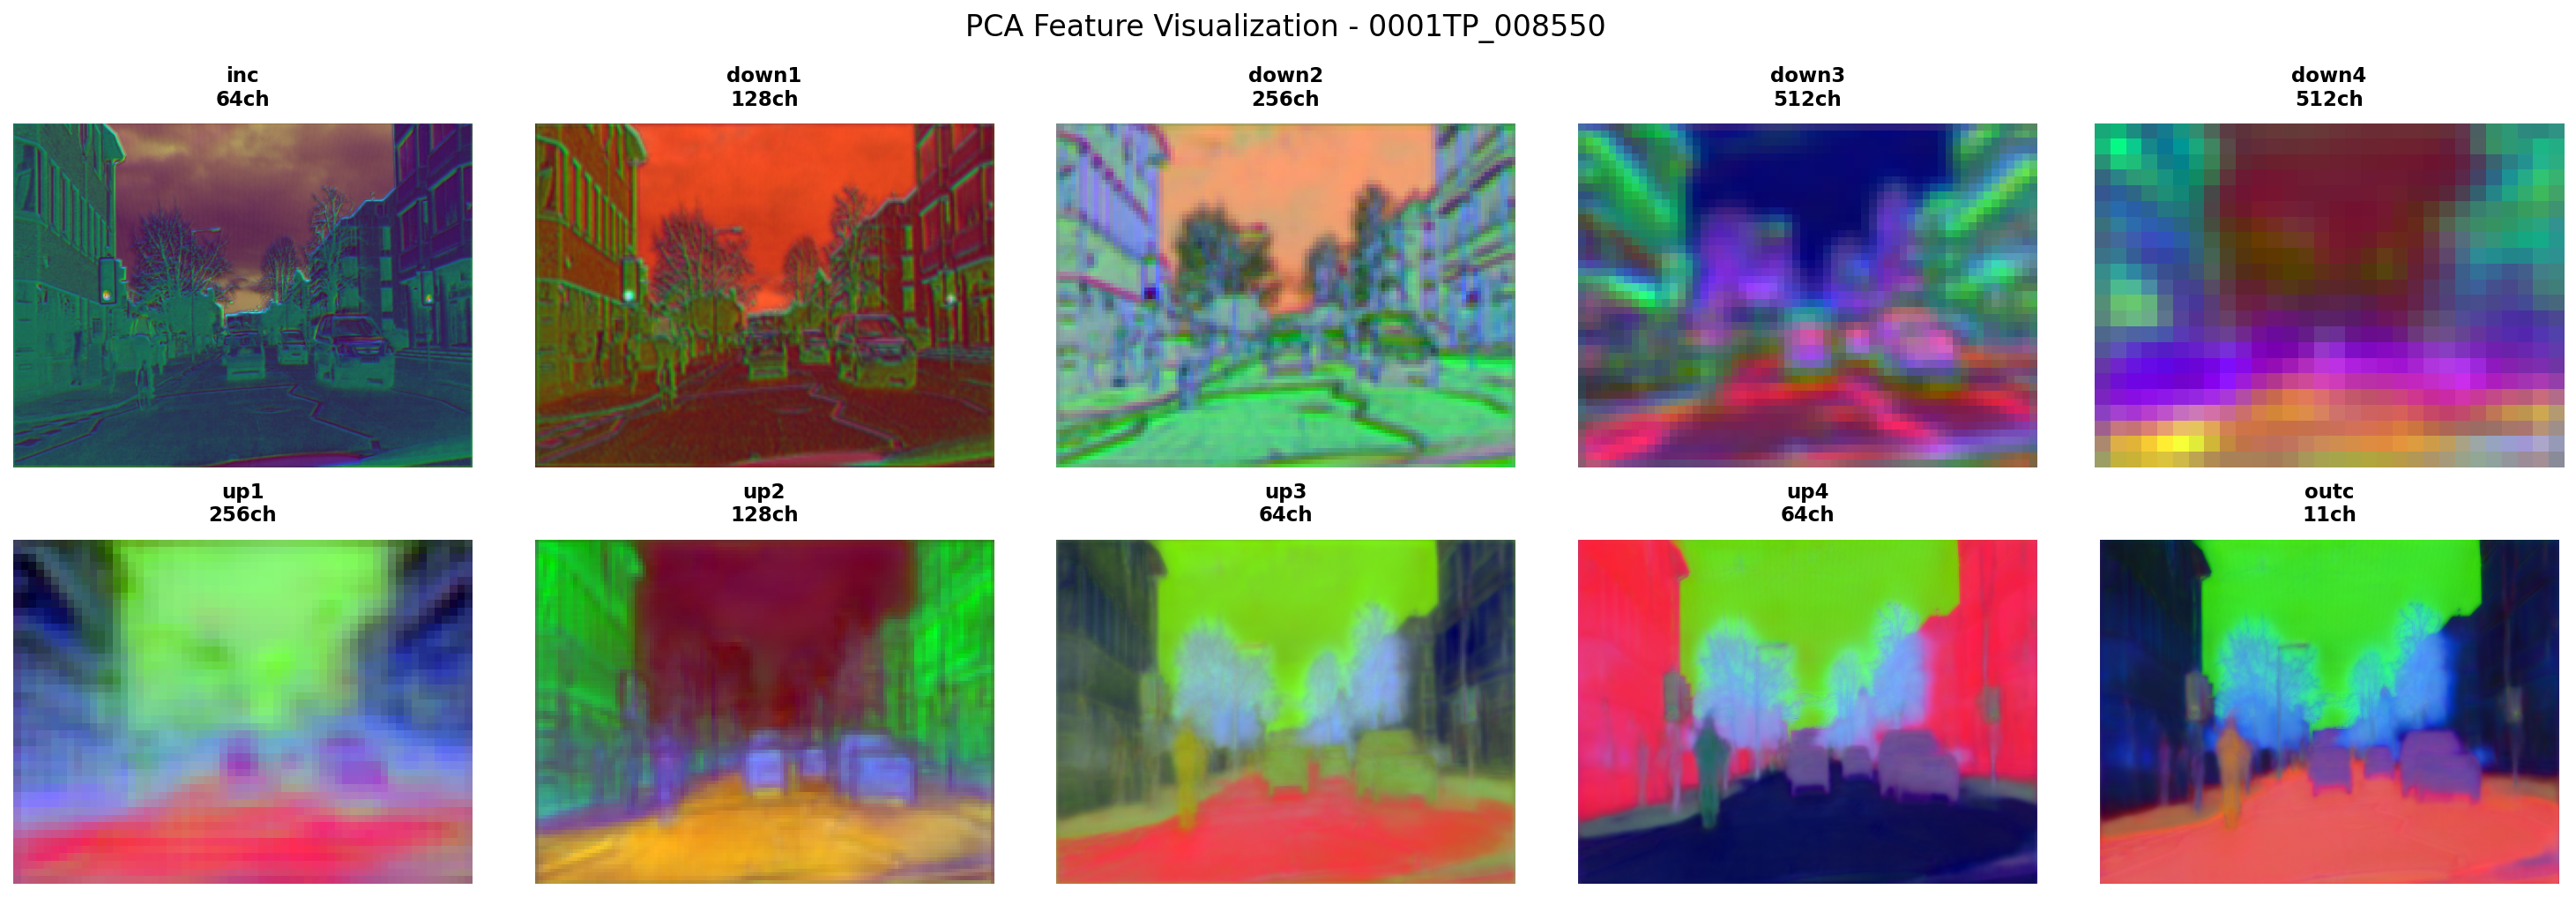 PCA Feature Visualization - 0001TP_008550
inc
64ch
down1
128ch
down2
256ch
down3
512ch
down4
512ch
up1
256ch
up2
128ch
up3
64ch
up4
64ch
outc
11ch